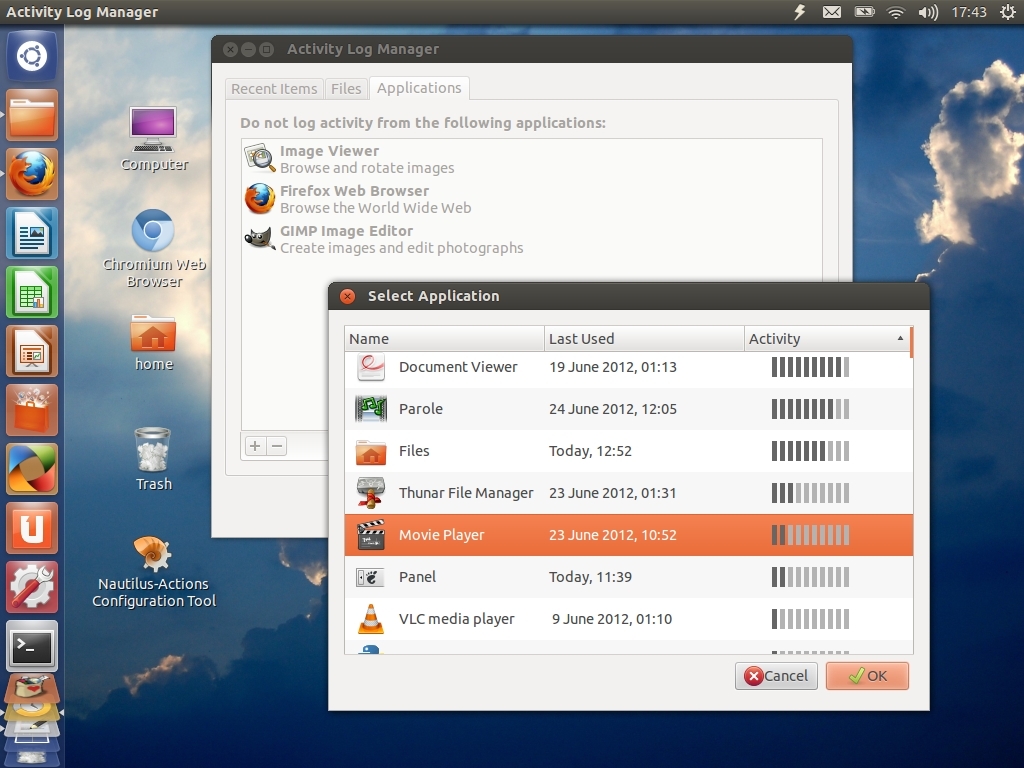 Activity Log Manager
17:43
Computer
Chromium Web
Browser
home
Trash
Nautilus-Actions
Configuration Tool
Activity Log Manager
Recent Items Files Applications
Do not log activity from the following applications:
Image Viewer
Browse and rotate images
Firefox Web Browser
Browse the World Wide Web
GIMP Image Editor
Create images and edit photographs
Select Application
Name Last Used Activity
Document Viewer 19 June 2012, 01:13
Parole 24 June 2012, 12:05
Files Today, 12:52
Thunar File Manager 23 June 2012, 01:31
Movie Player 23 June 2012, 10:52
Panel Today, 11:39
VLC media player 9 June 2012, 01:10
Cancel OK